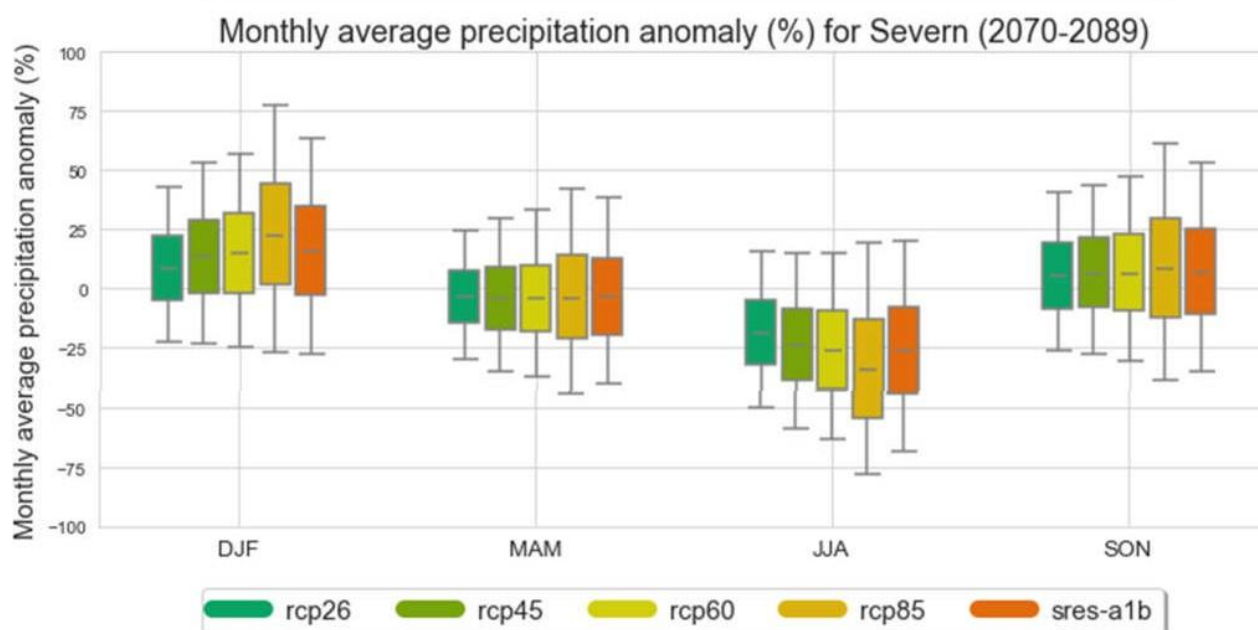 Monthly average precipitation anomaly (%) for Severn (2070-2089)
Monthly average precipitation anomaly (%)
100
75
50
25
0
−25
−50
−75
−100
DJF MAM JJA SON
rcp26 rcp45 rcp60 rcp85 sres-a1b